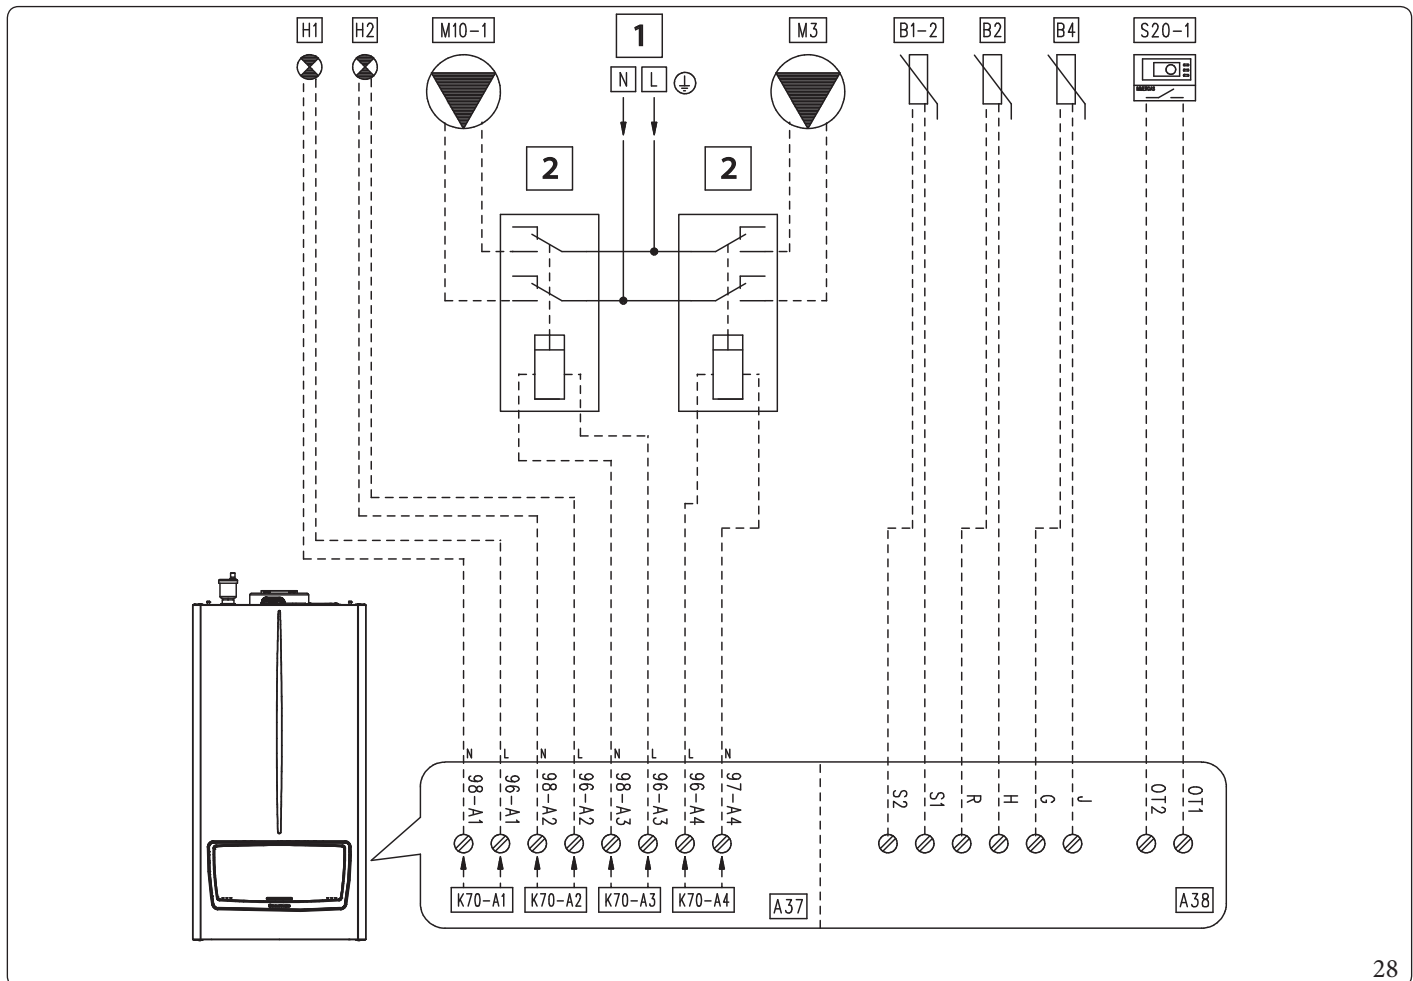 H1 H2 M10-1 1 M3 B1-2 B2 B4 S20-1
N L
2 2
N L N L N L L N
98-A1 96-A1 98-A2 96-A2 98-A3 96-A3 96-A4 97-A4 S2 S1 R H G J OT2 OT1
K70-A1 K70-A2 K70-A3 K70-A4 A37 A38
28